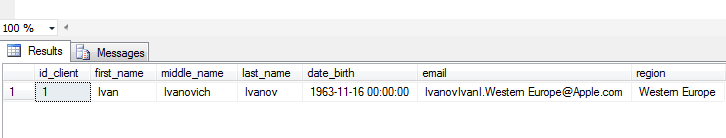 100 %
Results Messages
id_client first_name middle_name last_name date_birth email region
1 1 Ivan Ivanovich Ivanov 1963-11-16 00:00:00 IvanovIvanI.Western Europe@Apple.com Western Europe